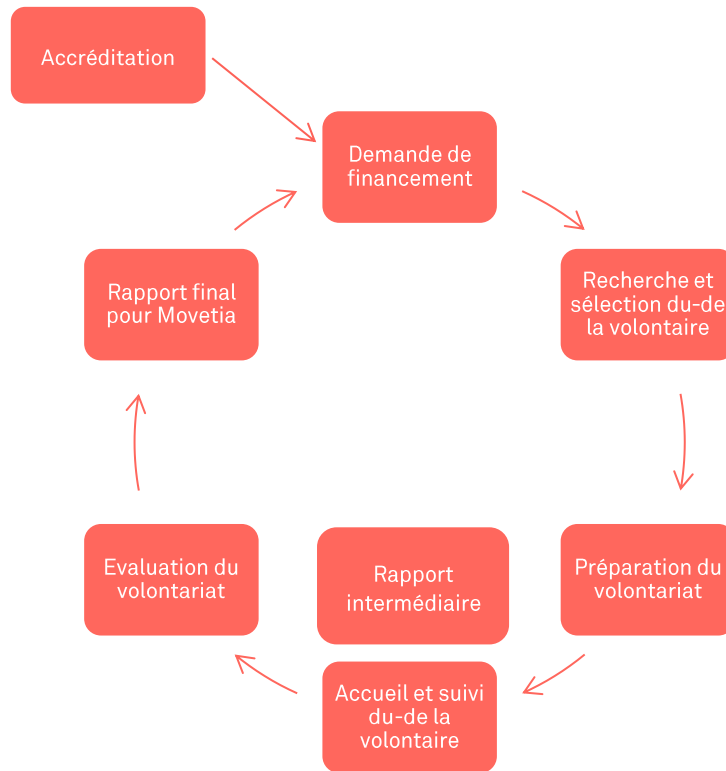 Accréditation
Demande de
financement
Rapport final
pour Movetia
Recherche et
sélection du-de
la volontaire
Evaluation du
volontariat
Rapport
intermédiaire
Préparation du
volontariat
Accueil et suivi
du-de la
volontaire